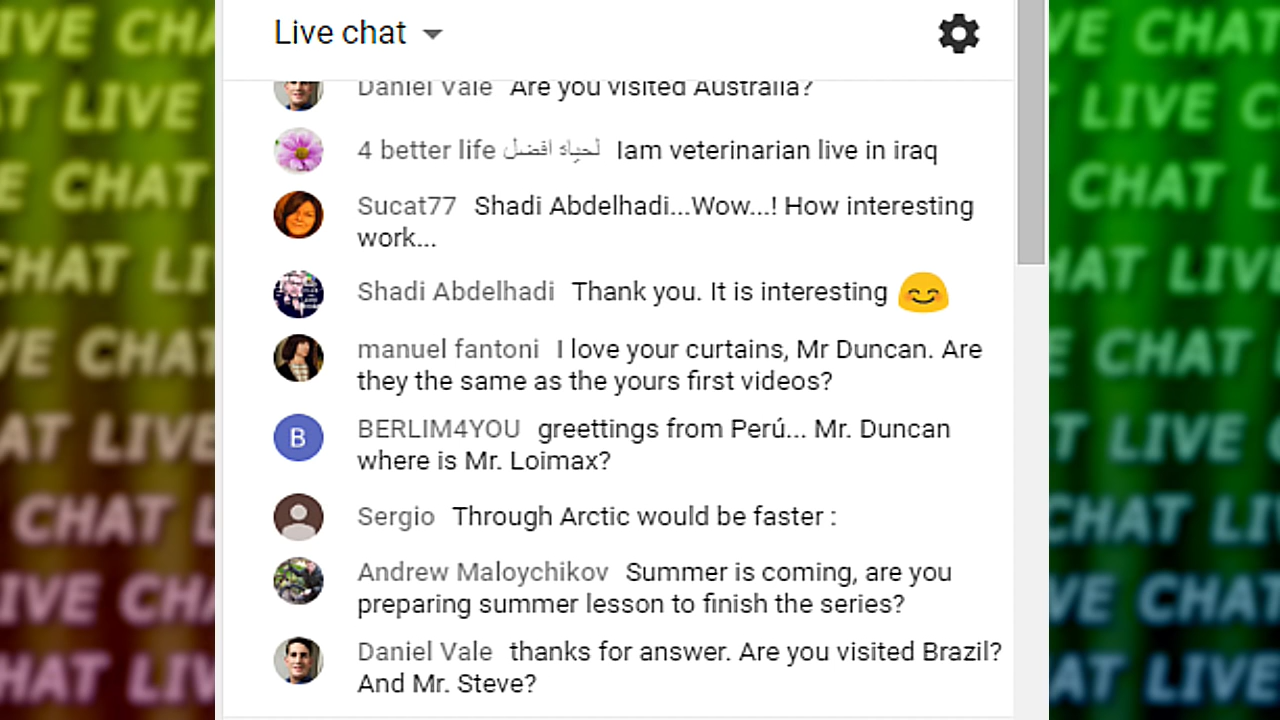 Live chat
Daniel Vale Are you visited Australia?
4 better life لحياة افضل Iam veterinarian live in iraq
Sucat77 Shadi Abdelhadi...Wow...! How interesting
work...
Shadi Abdelhadi Thank you. It is interesting 😊
manuel fantoni I love your curtains, Mr Duncan. Are
they the same as the yours first videos?
B
BERLIM4YOU greettings from Perú... Mr. Duncan
where is Mr. Loimax?
Sergio Through Arctic would be faster :
Andrew Maloychikov Summer is coming, are you
preparing summer lesson to finish the series?
Daniel Vale thanks for answer. Are you visited Brazil?
And Mr. Steve?